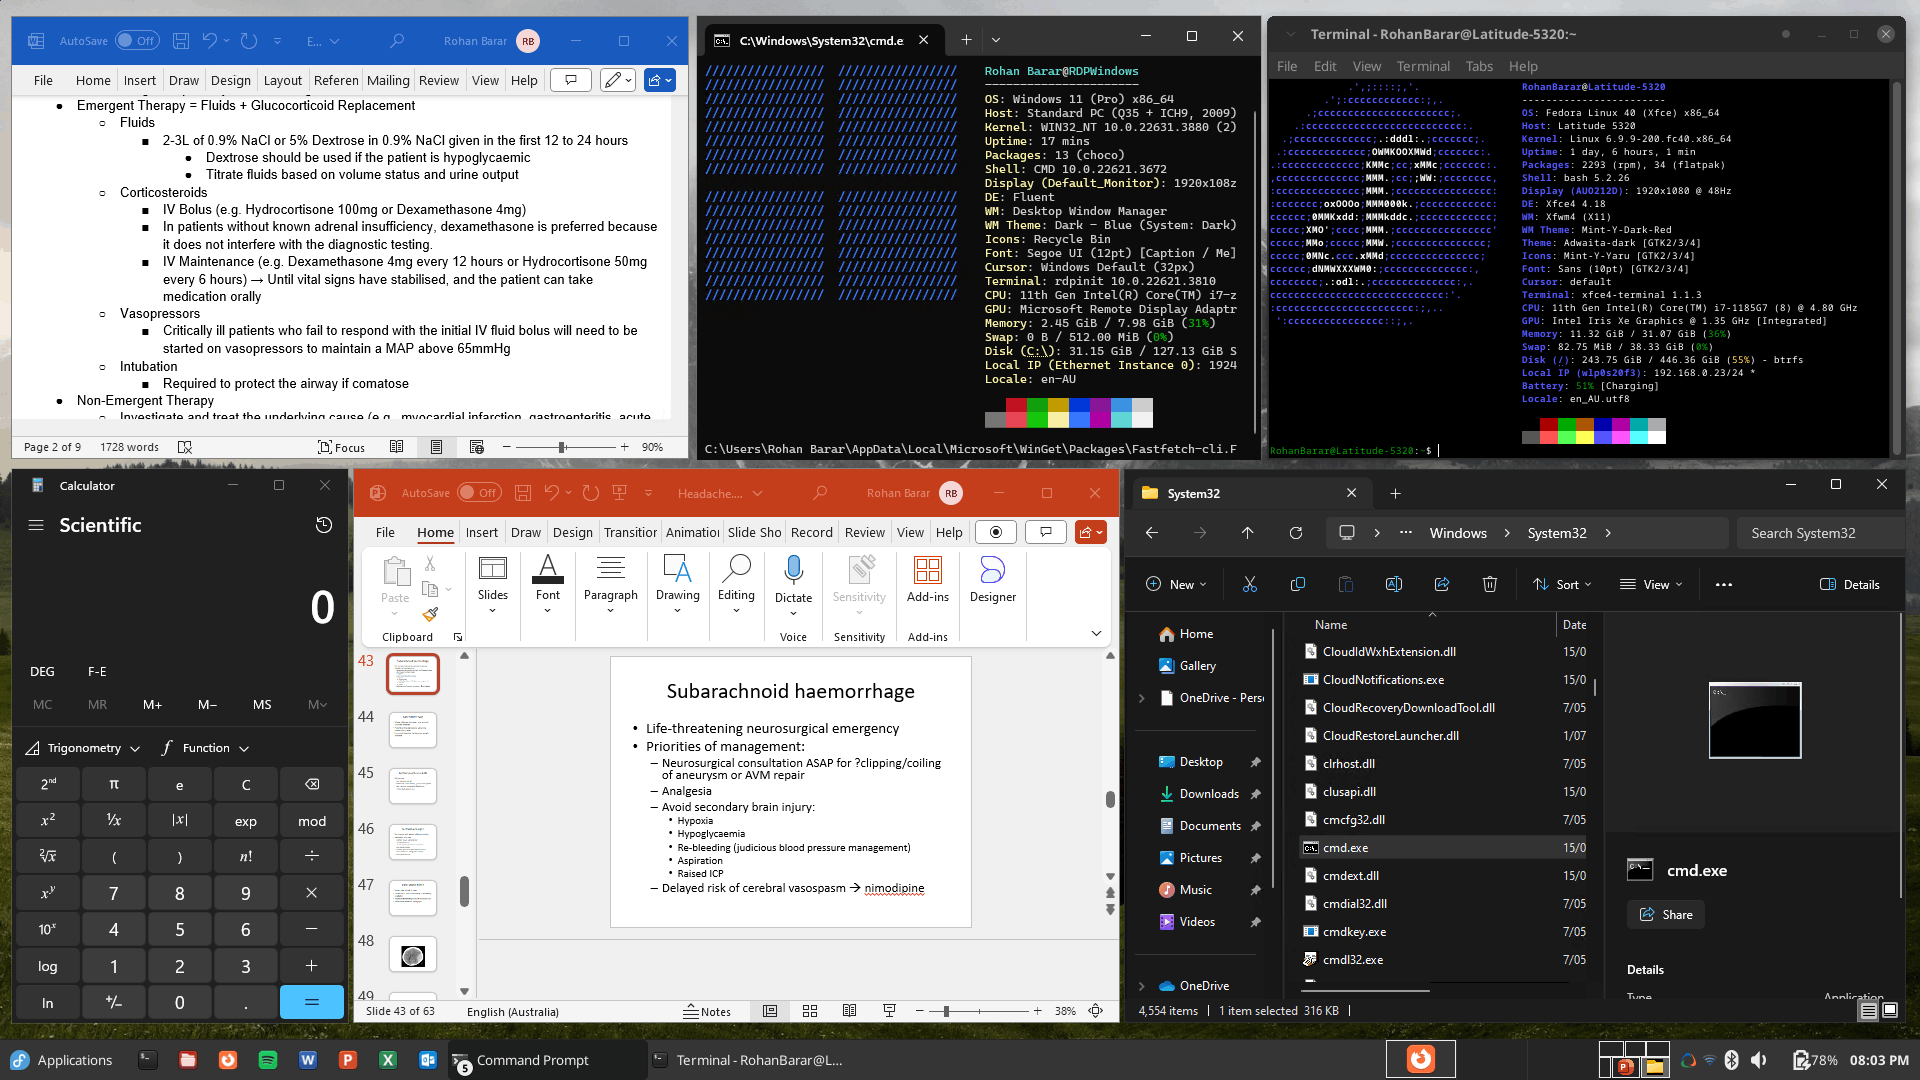 AutoSave Off E... Rohan Barar RB
File Home Insert Draw Design Layout Referen Mailing Review View Help
• Emergent Therapy = Fluids + Glucocorticoid Replacement
○ Fluids
■ 2-3L of 0.9% NaCl or 5% Dextrose in 0.9% NaCl given in the first 12 to 24 hours
● Dextrose should be used if the patient is hypoglycaemic
● Titrate fluids based on volume status and urine output
○ Corticosteroids
■ IV Bolus (e.g. Hydrocortisone 100mg or Dexamethasone 4mg)
■ In patients without known adrenal insufficiency, dexamethasone is preferred because
it does not interfere with the diagnostic testing.
■ IV Maintenance (e.g. Dexamethasone 4mg every 12 hours or Hydrocortisone 50mg
every 6 hours) → Until vital signs have stabilised, and the patient can take
medication orally
○ Vasopressors
■ Critically ill patients who fail to respond with the initial IV fluid bolus will need to be
started on vasopressors to maintain a MAP above 65mmHg
○ Intubation
■ Required to protect the airway if comatose
● Non-Emergent Therapy
○ Investigate and treat the underlying cause (e.g., myocardial infarction, gastroenteritis, acute
Page 2 of 9 1728 words Focus 90%
C:\Windows\System32\cmd.e
Rohan Barar@RDPWindows
----------------------
OS: Windows 11 (Pro) x86_64
Host: Standard PC (Q35 + ICH9, 2009)
Kernel: WIN32_NT 10.0.22631.3880 (2)
Uptime: 17 mins
Packages: 13 (choco)
Shell: CMD 10.0.22621.3672
Display (Default_Monitor): 1920x108z
DE: Fluent
WM: Desktop Window Manager
WM Theme: Dark - Blue (System: Dark)
Icons: Recycle Bin
Font: Segoe UI (12pt) [Caption / Me]
Cursor: Windows Default (32px)
Terminal: rdpinit 10.0.22621.3810
CPU: 11th Gen Intel(R) Core(TM) i7-z
GPU: Microsoft Remote Display Adaptr
Memory: 2.45 GiB / 7.98 GiB (31%)
Swap: 0 B / 512.00 MiB (0%)
Disk (C:\): 31.15 GiB / 127.13 GiB S
Local IP (Ethernet Instance 0): 1924
Locale: en-AU
C:\Users\Rohan Barar\AppData\Local\Microsoft\WinGet\Packages\Fastfetch-cli.F
Terminal - RohanBarar@Latitude-5320:~
File Edit View Terminal Tabs Help
RohanBarar@Latitude-5320
-----------------------
OS: Fedora Linux 40 (Xfce) x86_64
Host: Latitude 5320
Kernel: Linux 6.9.9-200.fc40.x86_64
Uptime: 1 day, 6 hours, 1 min
Packages: 2293 (rpm), 34 (flatpak)
Shell: bash 5.2.26
Display (AUO212D): 1920x1080 @ 48Hz
DE: Xfce4 4.18
WM: Xfwm4 (X11)
WM Theme: Mint-Y-Dark-Red
Theme: Adwaita-dark [GTK2/3/4]
Icons: Mint-Y-Yaru [GTK2/3/4]
Font: Sans (10pt) [GTK2/3/4]
Cursor: default
Terminal: xfce4-terminal 1.1.3
CPU: 11th Gen Intel(R) Core(TM) i7-1185G7 (8) @ 4.80 GHz
GPU: Intel Iris Xe Graphics @ 1.35 GHz [Integrated]
Memory: 11.32 GiB / 31.07 GiB (36%)
Swap: 82.75 MiB / 38.33 GiB (0%)
Disk (/): 243.75 GiB / 446.36 GiB (55%) - btrfs
Local IP (wlp0s20f3): 192.168.0.23/24 *
Battery: 51% [Charging]
Locale: en_AU.utf8
RohanBarar@Latitude-5320:~$
Calculator
Scientific
0
DEG F-E
MC MR M+ M− MS M
Trigonometry f Function
2nd π e C
x² ¹/x |x| exp mod
²√x ( ) n! ÷
xʸ 7 8 9 ×
10ˣ 4 5 6 −
log 1 2 3 +
ln +/− 0 . =
AutoSave Off Headache.... Rohan Barar RB
File Home Insert Draw Design Transition Animation Slide Sho Record Review View Help
Paste Slides Font Paragraph Drawing Editing Dictate Sensitivity Add-ins Designer
Clipboard Voice Sensitivity Add-ins
43
44
45
46
47
48
49
Subarachnoid haemorrhage
• Life-threatening neurosurgical emergency
• Priorities of management:
– Neurosurgical consultation ASAP for ?clipping/coiling
of aneurysm or AVM repair
– Analgesia
– Avoid secondary brain injury:
• Hypoxia
• Hypoglycaemia
• Re-bleeding (judicious blood pressure management)
• Aspiration
• Raised ICP
– Delayed risk of cerebral vasospasm → nimodipine
Slide 43 of 63 English (Australia) Notes 38%
System32
Windows > System32 > Search System32
New Sort View Details
Home
Gallery
OneDrive - Perso
Desktop
Downloads
Documents
Pictures
Music
Videos
OneDrive
Name Date
CloudIdWxhExtension.dll 15/0
CloudNotifications.exe 15/0
CloudRecoveryDownloadTool.dll 7/05
CloudRestoreLauncher.dll 1/07
clrhost.dll 7/05
clusapi.dll 15/0
cmcfg32.dll 7/05
cmd.exe 15/0
cmdext.dll 7/05
cmdial32.dll 7/05
cmdkey.exe 7/05
cmdl32.exe 7/05
cmd.exe
Share
Details
Type Application
4,554 items 1 item selected 316 KB
Applications 5 Command Prompt Terminal - RohanBarar@L... 78% 08:03 PM